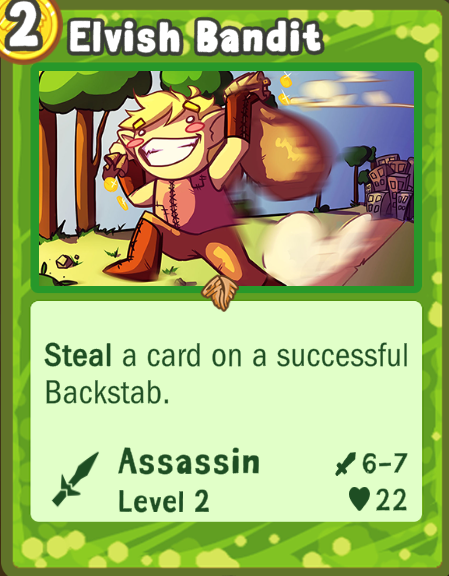 2 Elvish Bandit
Steal a card on a successful
Backstab.
Assassin 6-7
Level 2 22